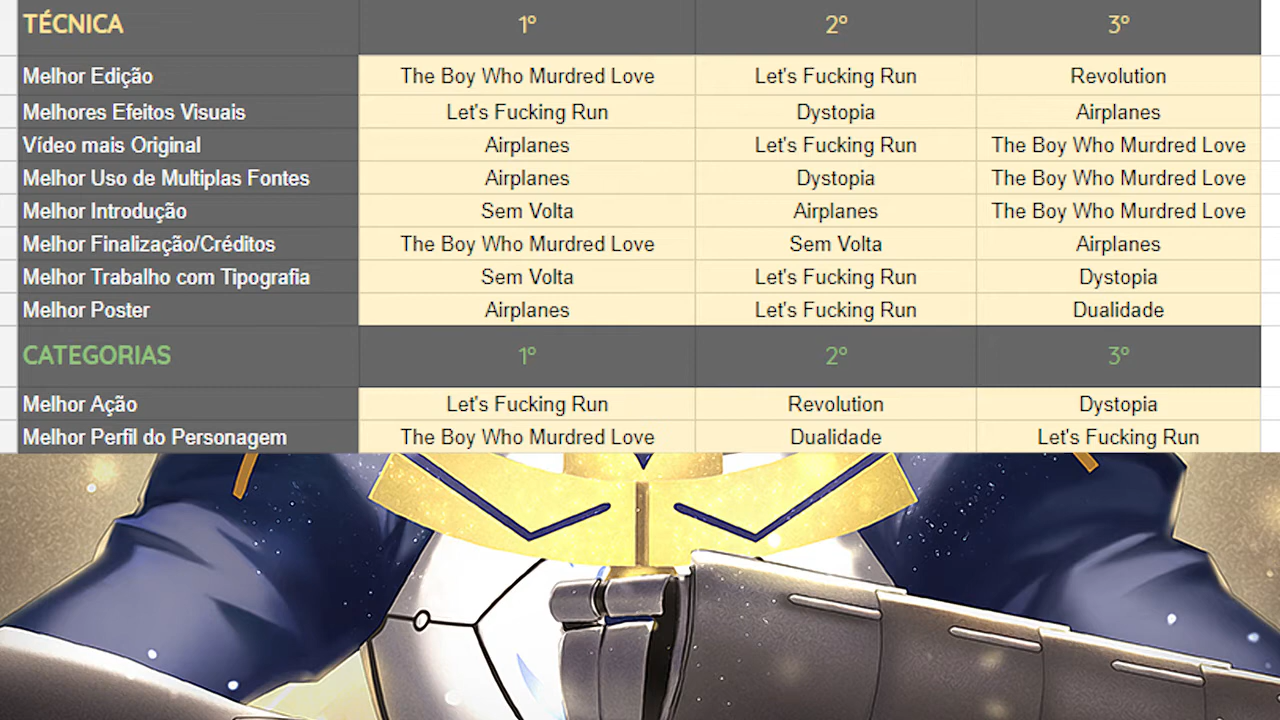 TÉCNICA 1º 2º 3º
Melhor Edição The Boy Who Murdred Love Let's Fucking Run Revolution
Melhores Efeitos Visuais Let's Fucking Run Dystopia Airplanes
Vídeo mais Original Airplanes Let's Fucking Run The Boy Who Murdred Love
Melhor Uso de Multiplas Fontes Airplanes Dystopia The Boy Who Murdred Love
Melhor Introdução Sem Volta Airplanes The Boy Who Murdred Love
Melhor Finalização/Créditos The Boy Who Murdred Love Sem Volta Airplanes
Melhor Trabalho com Tipografia Sem Volta Let's Fucking Run Dystopia
Melhor Poster Airplanes Let's Fucking Run Dualidade
CATEGORIAS 1º 2º 3º
Melhor Ação Let's Fucking Run Revolution Dystopia
Melhor Perfil do Personagem The Boy Who Murdred Love Dualidade Let's Fucking Run